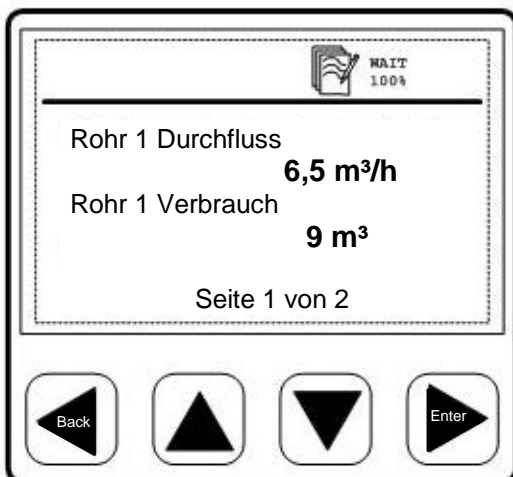 WAIT
100%
Rohr 1 Durchfluss
6,5 m³/h
Rohr 1 Verbrauch
9 m³
Seite 1 von 2
Back
Enter